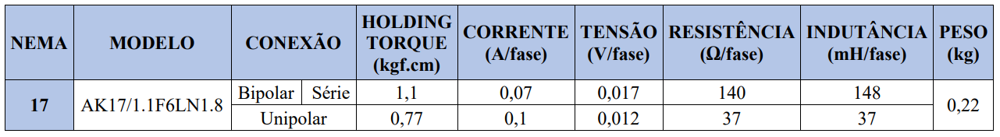 NEMA MODELO CONEXÃO HOLDING TORQUE (kgf.cm) CORRENTE (A/fase) TENSÃO (V/fase) RESISTÊNCIA (Ω/fase) INDUTÂNCIA (mH/fase) PESO (kg)
17 AK17/1.1F6LN1.8 Bipolar Série 1,1 0,07 0,017 140 148 0,22
Unipolar 0,77 0,1 0,012 37 37